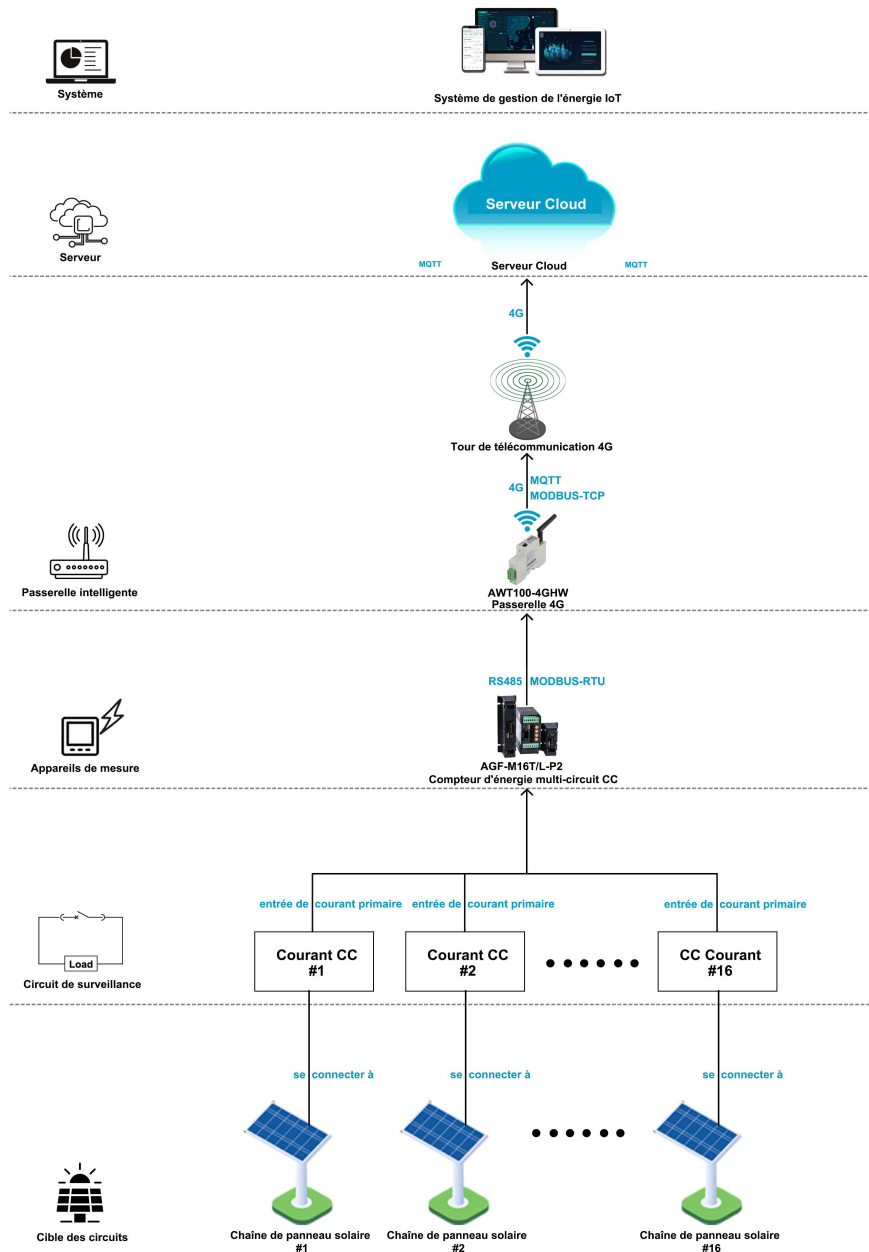 Système
Système de gestion de l'énergie IoT
Serveur Cloud
Serveur
MQTT
Serveur Cloud
MQTT
4G
Tour de télécommunication 4G
4G
MQTT
MODBUS-TCP
Passerelle intelligente
AWT100-4GHW
Passerelle 4G
RS485 MODBUS-RTU
Appareils de mesure
AGF-M16T/L-P2
Compteur d'énergie multi-circuit CC
entrée de courant primaire entrée de courant primaire entrée de courant primaire
Load
Circuit de surveillance
Courant CC
#1
Courant CC
#2
CC Courant
#16
se connecter à se connecter à se connecter à
Cible des circuits
Chaîne de panneau solaire
#1
Chaîne de panneau solaire
#2
Chaîne de panneau solaire
#16